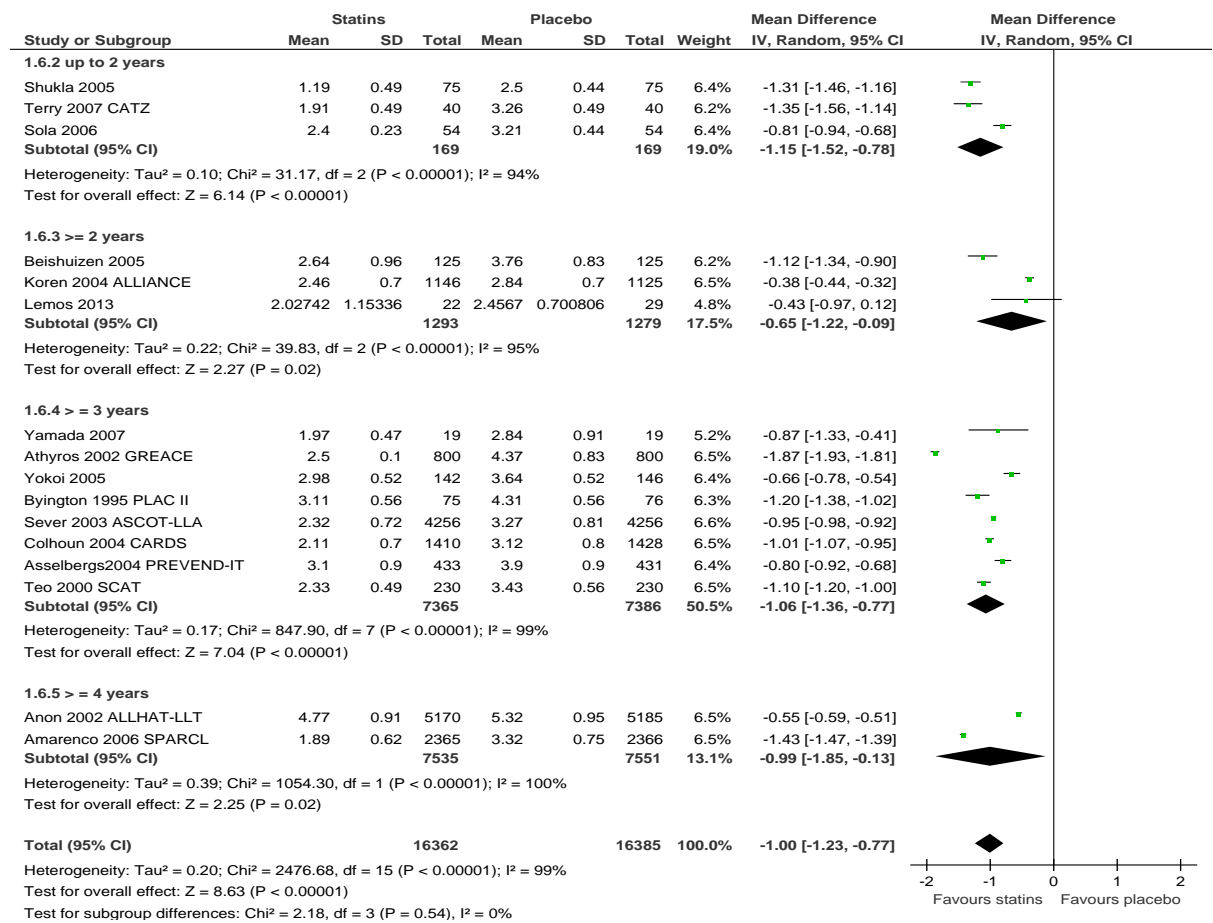 Statins Placebo Mean Difference Mean Difference
Study or Subgroup Mean SD Total Mean SD Total Weight IV, Random, 95% CI IV, Random, 95% CI
1.6.2 up to 2 years
Shukla 2005 1.19 0.49 75 2.5 0.44 75 6.4% -1.31 [-1.46, -1.16]
Terry 2007 CATZ 1.91 0.49 40 3.26 0.49 40 6.2% -1.35 [-1.56, -1.14]
Sola 2006 2.4 0.23 54 3.21 0.44 54 6.4% -0.81 [-0.94, -0.68]
Subtotal (95% CI) 169 169 19.0% -1.15 [-1.52, -0.78]
Heterogeneity: Tau² = 0.10; Chi² = 31.17, df = 2 (P < 0.00001); I² = 94%
Test for overall effect: Z = 6.14 (P < 0.00001)
1.6.3 >= 2 years
Beishuizen 2005 2.64 0.96 125 3.76 0.83 125 6.2% -1.12 [-1.34, -0.90]
Koren 2004 ALLIANCE 2.46 0.7 1146 2.84 0.7 1125 6.5% -0.38 [-0.44, -0.32]
Lemos 2013 2.02742 1.15336 22 2.4567 0.700806 29 4.8% -0.43 [-0.97, 0.12]
Subtotal (95% CI) 1293 1279 17.5% -0.65 [-1.22, -0.09]
Heterogeneity: Tau² = 0.22; Chi² = 39.83, df = 2 (P < 0.00001); I² = 95%
Test for overall effect: Z = 2.27 (P = 0.02)
1.6.4 > = 3 years
Yamada 2007 1.97 0.47 19 2.84 0.91 19 5.2% -0.87 [-1.33, -0.41]
Athyros 2002 GREACE 2.5 0.1 800 4.37 0.83 800 6.5% -1.87 [-1.93, -1.81]
Yokoi 2005 2.98 0.52 142 3.64 0.52 146 6.5% -0.66 [-0.78, -0.54]
Byington 1995 PLAC II 3.11 0.56 75 4.31 0.56 76 6.3% -1.20 [-1.38, -1.02]
Sever 2003 ASCOT-LLA 2.32 0.72 4256 3.27 0.81 4256 6.6% -0.95 [-0.98, -0.92]
Colhoun 2004 CARDS 2.11 0.7 1410 3.12 0.8 1428 6.5% -1.01 [-1.07, -0.95]
Asselbergs2004 PREVEND-IT 3.1 0.9 433 3.9 0.9 431 6.4% -0.80 [-0.92, -0.68]
Teo 2000 SCAT 2.33 0.49 230 3.43 0.56 230 6.5% -1.10 [-1.20, -1.00]
Subtotal (95% CI) 7365 7386 50.5% -1.06 [-1.36, -0.77]
Heterogeneity: Tau² = 0.17; Chi² = 847.90, df = 7 (P < 0.00001); I² = 99%
Test for overall effect: Z = 7.04 (P < 0.00001)
1.6.5 > = 4 years
Anon 2002 ALLHAT-LLT 4.77 0.91 5170 5.32 0.95 5185 6.5% -0.55 [-0.59, -0.51]
Amarenco 2006 SPARCL 1.89 0.62 2365 3.32 0.75 2366 6.5% -1.43 [-1.47, -1.39]
Subtotal (95% CI) 7535 7551 13.1% -0.99 [-1.85, -0.13]
Heterogeneity: Tau² = 0.39; Chi² = 1054.30, df = 1 (P < 0.00001); I² = 100%
Test for overall effect: Z = 2.25 (P = 0.02)
Total (95% CI) 16362 16385 100.0% -1.00 [-1.23, -0.77]
Heterogeneity: Tau² = 0.20; Chi² = 2476.68, df = 15 (P < 0.00001); I² = 99%
-2 -1 0 1 2
Test for overall effect: Z = 8.63 (P < 0.00001)
Favours statins Favours placebo
Test for subgroup differences: Chi² = 2.18, df = 3 (P = 0.54), I² = 0%